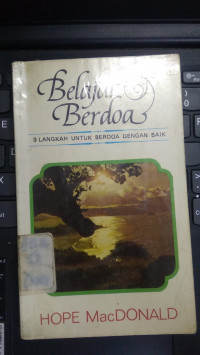 Belajar
Berdoa
9 LANGKAH UNTUK BERDOA DENGAN BAIK
HOPE MacDONALD